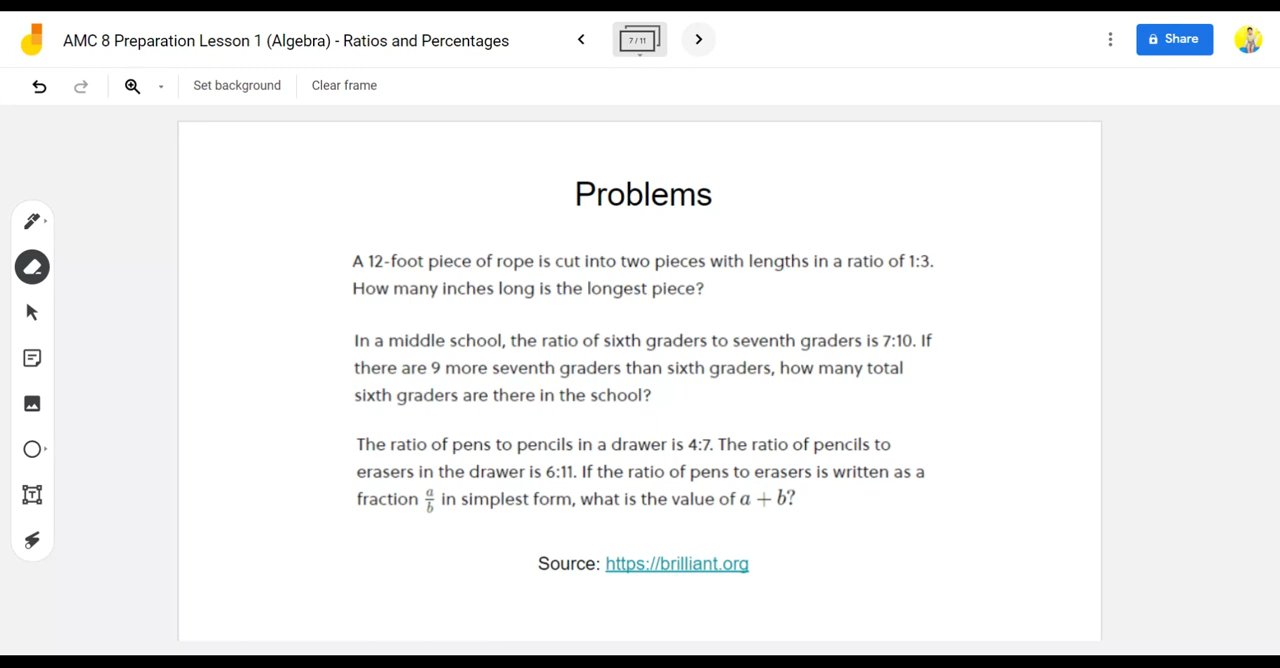 AMC 8 Preparation Lesson 1 (Algebra) - Ratios and Percentages
7 / 11
Share
Set background
Clear frame
Problems
A 12-foot piece of rope is cut into two pieces with lengths in a ratio of 1:3.
How many inches long is the longest piece?
In a middle school, the ratio of sixth graders to seventh graders is 7:10. If
there are 9 more seventh graders than sixth graders, how many total
sixth graders are there in the school?
The ratio of pens to pencils in a drawer is 4:7. The ratio of pencils to
erasers in the drawer is 6:11. If the ratio of pens to erasers is written as a
fraction a/b in simplest form, what is the value of a + b?
Source: https://brilliant.org